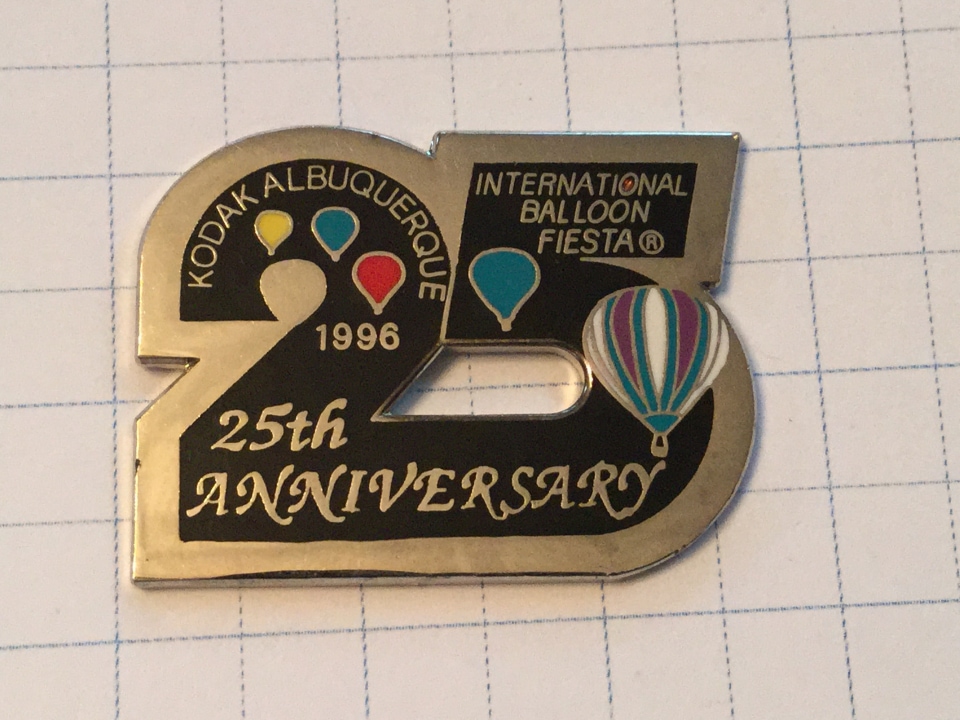 KODAK ALBUQUERQUE
INTERNATIONAL
BALLOON
FIESTA ®
1996
25th
ANNIVERSARY